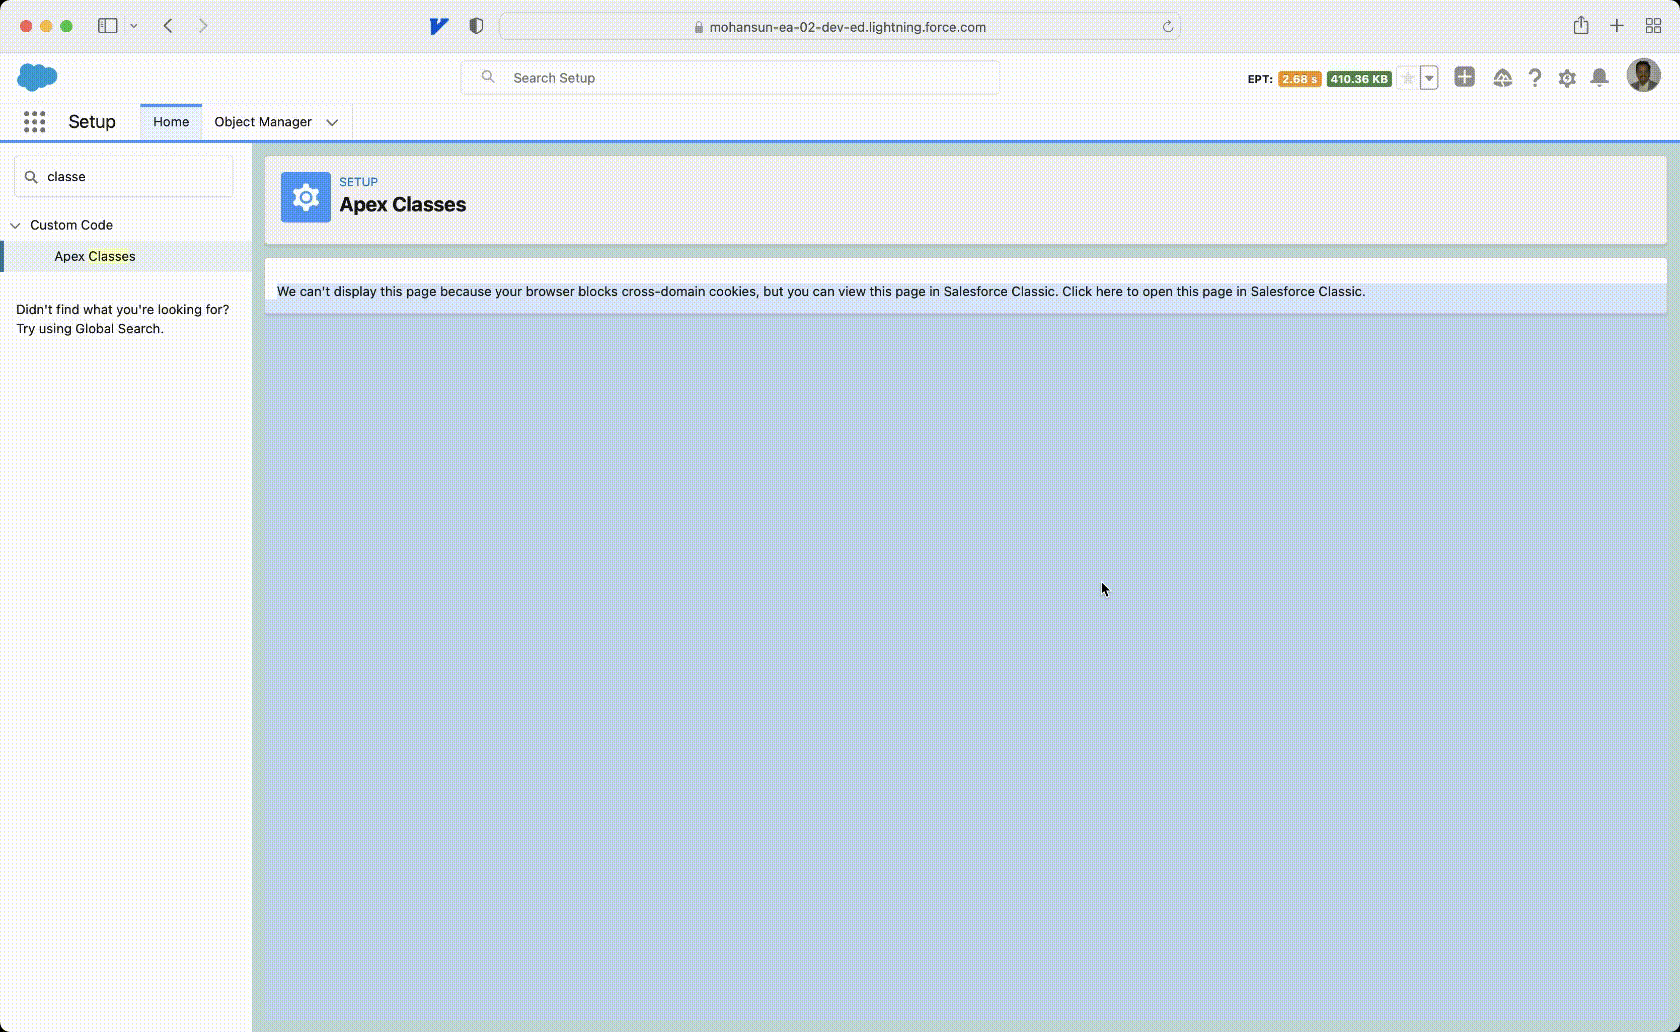 mohansun-ea-02-dev-ed.lightning.force.com
Search Setup
EPT: 2.68 s 410.36 KB
Setup Home Object Manager
classe
Custom Code
Apex Classes
Didn't find what you're looking for?
Try using Global Search.
SETUP
Apex Classes
We can't display this page because your browser blocks cross-domain cookies, but you can view this page in Salesforce Classic. Click here to open this page in Salesforce Classic.